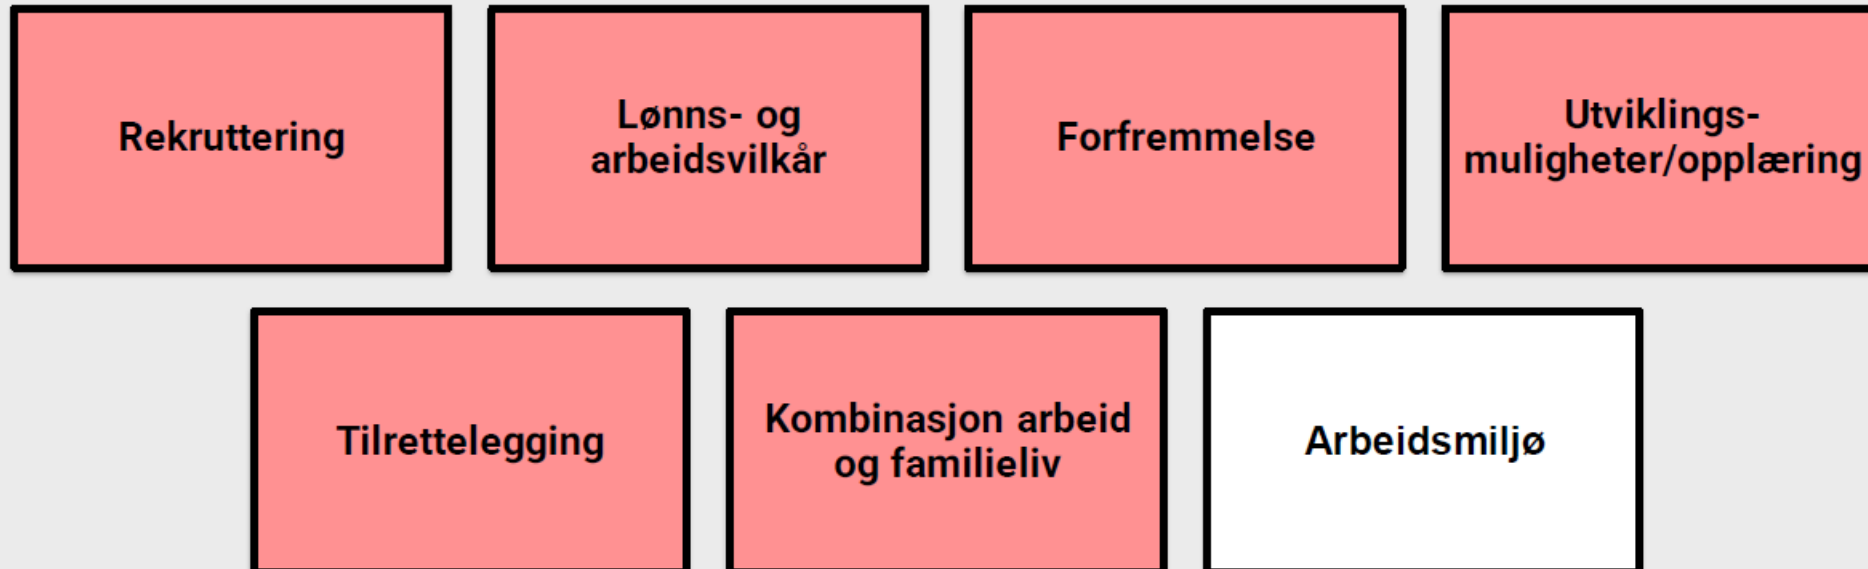 Rekruttering
Lønns- og
arbeidsvilkår
Forfremmelse
Utviklings-
muligheter/opplæring
Tilrettelegging
Kombinasjon arbeid
og familieliv
Arbeidsmiljø